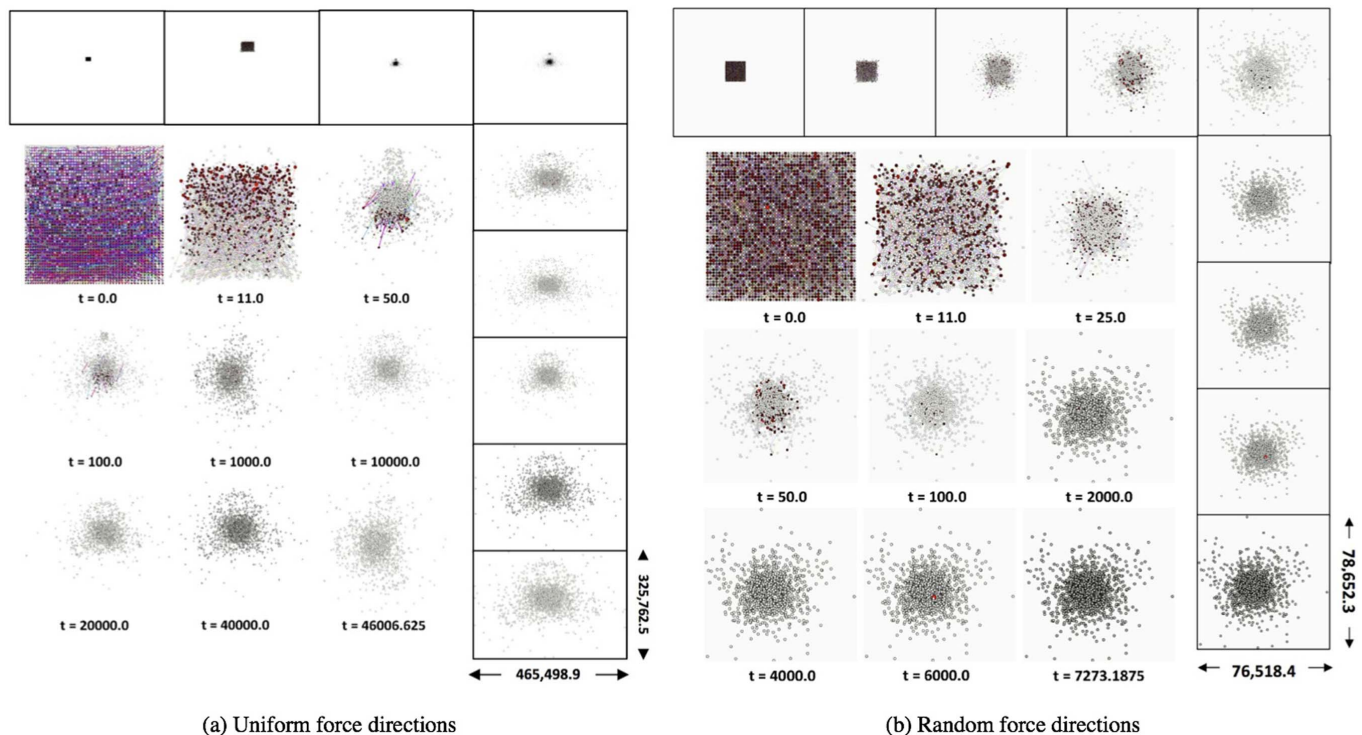 t = 0.0 t = 11.0 t = 50.0
t = 100.0 t = 1000.0 t = 10000.0
t = 20000.0 t = 40000.0 t = 46006.625
325,762.5
465,498.9
(a) Uniform force directions
t = 0.0 t = 11.0 t = 25.0
t = 50.0 t = 100.0 t = 2000.0
t = 4000.0 t = 6000.0 t = 7273.1875
78,652.3
76,518.4
(b) Random force directions